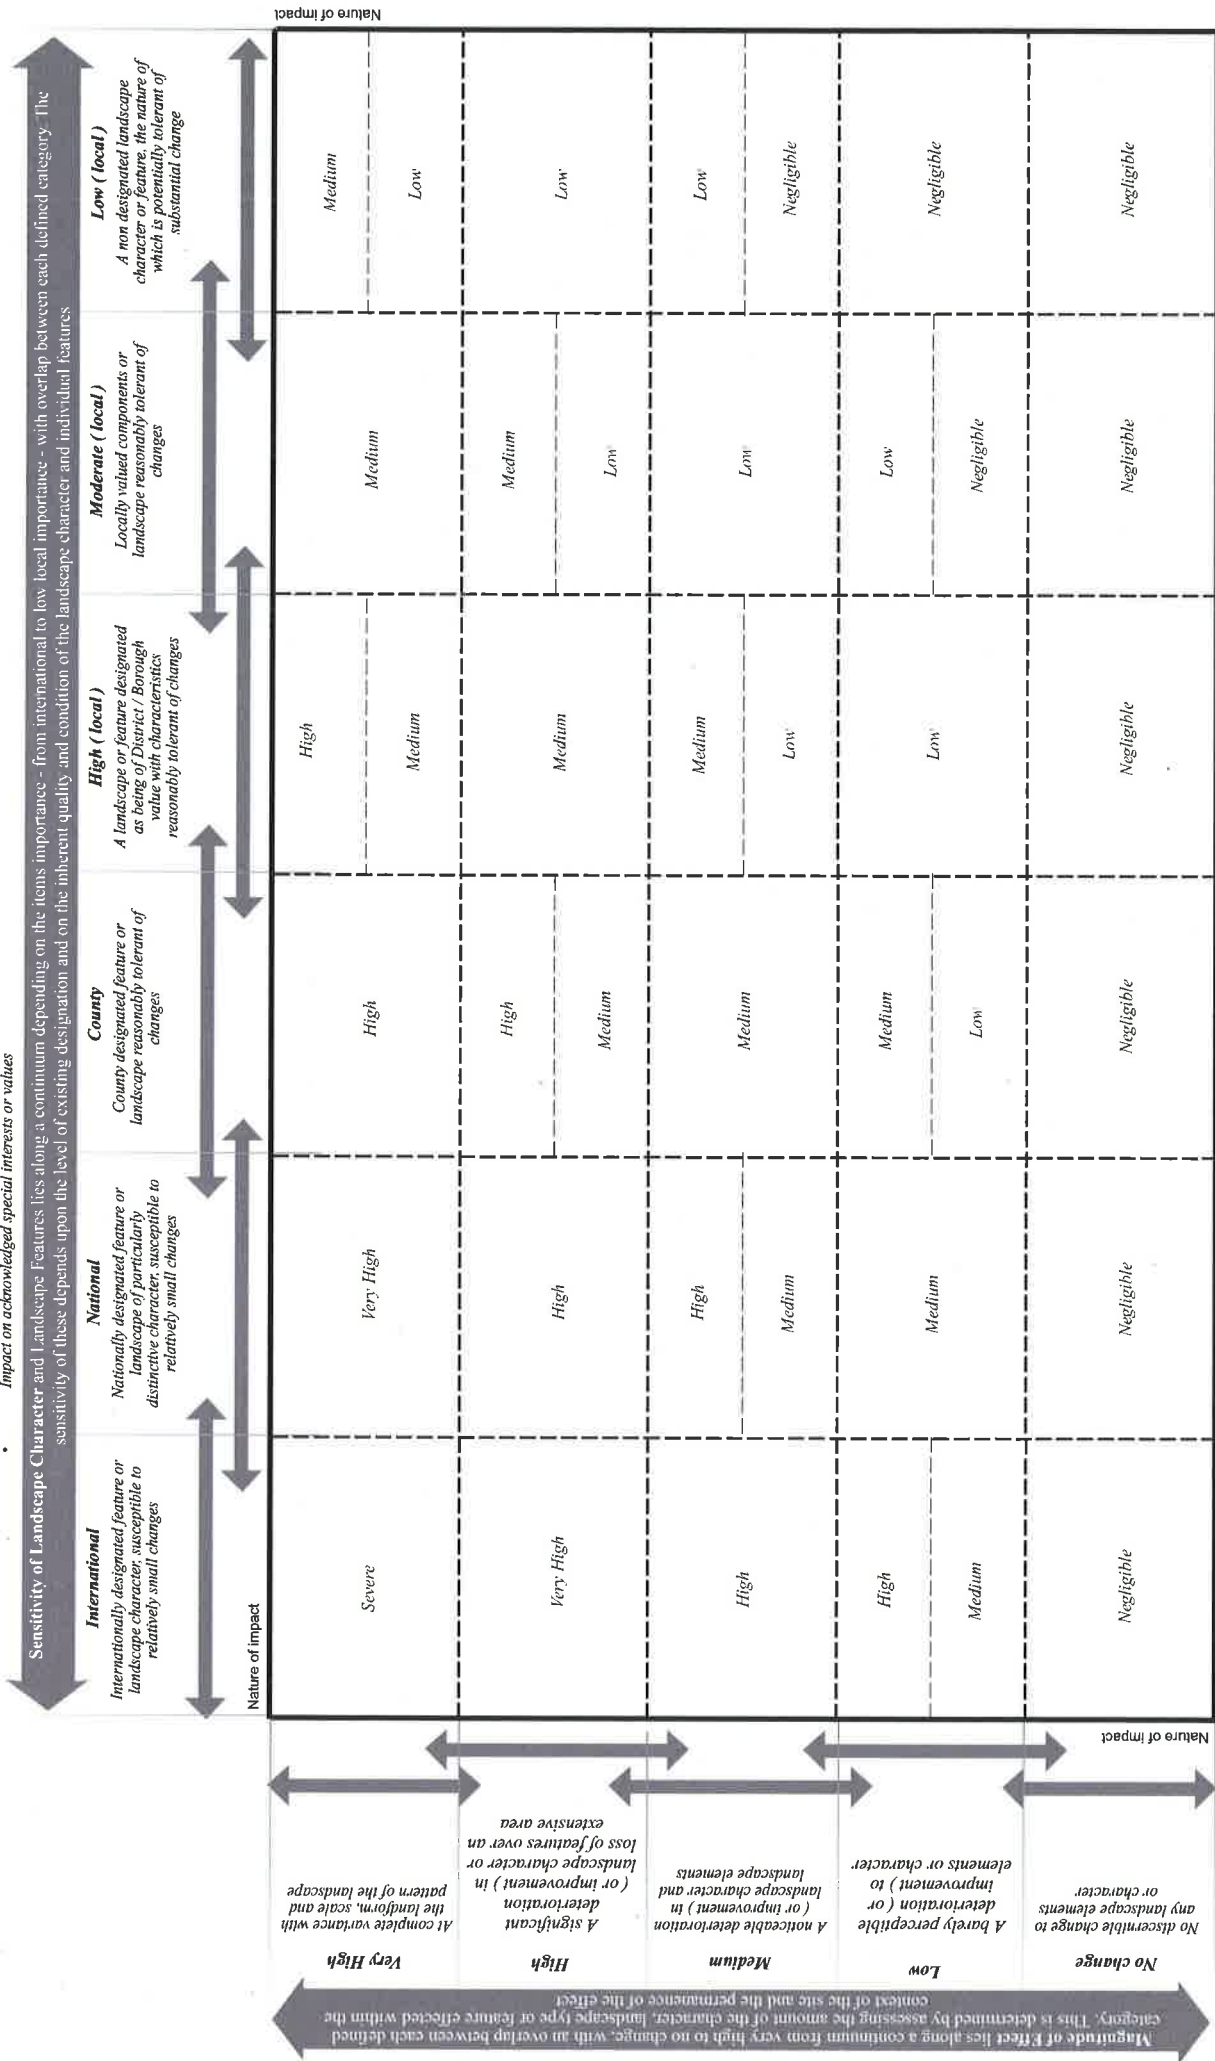 • Impact on acknowledged special interests or values
Sensitivity of Landscape Character and Landscape Features lies along a continuum depending on the items importance - from international to low local importance - with overlap between each defined category. The
sensitivity of these depends upon the level of existing designation and on the inherent quality and condition of the landscape character and individual features
International
Internationally designated feature or
landscape character, susceptible to
relatively small changes
National
Nationally designated feature or
landscape of particularly
distinctive character, susceptible to
relatively small changes
County
County designated feature or
landscape reasonably tolerant of
changes
High ( local )
A landscape or feature designated
as being of District / Borough
value with characteristics
reasonably tolerant of changes
Moderate ( local )
Locally valued components or
landscape reasonably tolerant of
changes
Low ( local )
A non designated landscape
character or feature, the nature of
which is potentially tolerant of
substantial change
Nature of impact
Nature of impact
Nature of impact
Magnitude of Effect lies along a continuum from very high to no change, with an overlap between each defined
category. This is determined by assessing the amount of the character, landscape type or feature effected within the
context of the site and the permanence of the effect
Very High
At complete variance with
the landform, scale and
pattern of the landscape
Severe
Very High
High
High
Medium
Medium
Medium
Low
High
A significant
deterioration
( or improvement ) in
landscape character or
loss of features over an
extensive area
Very High
High
High
Medium
Medium
Medium
Low
Low
Medium
A noticeable deterioration
( or improvement ) in
landscape character and
landscape elements
High
High
Medium
Medium
Medium
Low
Low
Low
Negligible
Low
A barely perceptible
deterioration ( or
improvement ) to
elements or character
High
Medium
Medium
Medium
Low
Low
Low
Negligible
Negligible
No change
No discernible change to
any landscape elements
or character
Negligible
Negligible
Negligible
Negligible
Negligible
Negligible